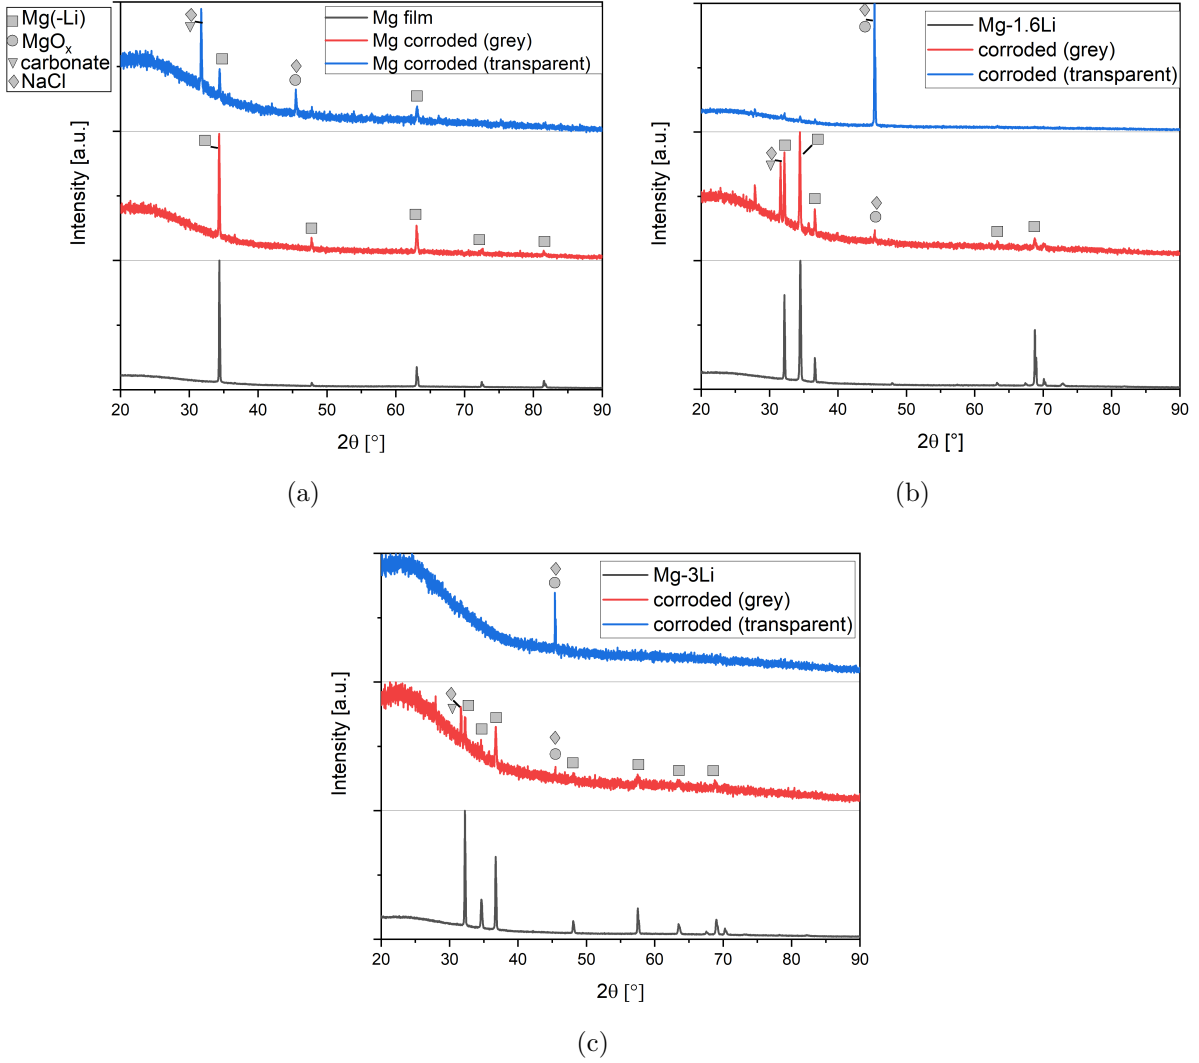 Mg(-Li)
MgOx
carbonate
NaCl
Mg film
Mg corroded (grey)
Mg corroded (transparent)
Intensity [a.u.]
20 30 40 50 60 70 80 90
2θ [°]
(a)
Mg-1.6Li
corroded (grey)
corroded (transparent)
Intensity [a.u.]
20 30 40 50 60 70 80 90
2θ [°]
(b)
Mg-3Li
corroded (grey)
corroded (transparent)
Intensity [a.u.]
20 30 40 50 60 70 80 90
2θ [°]
(c)